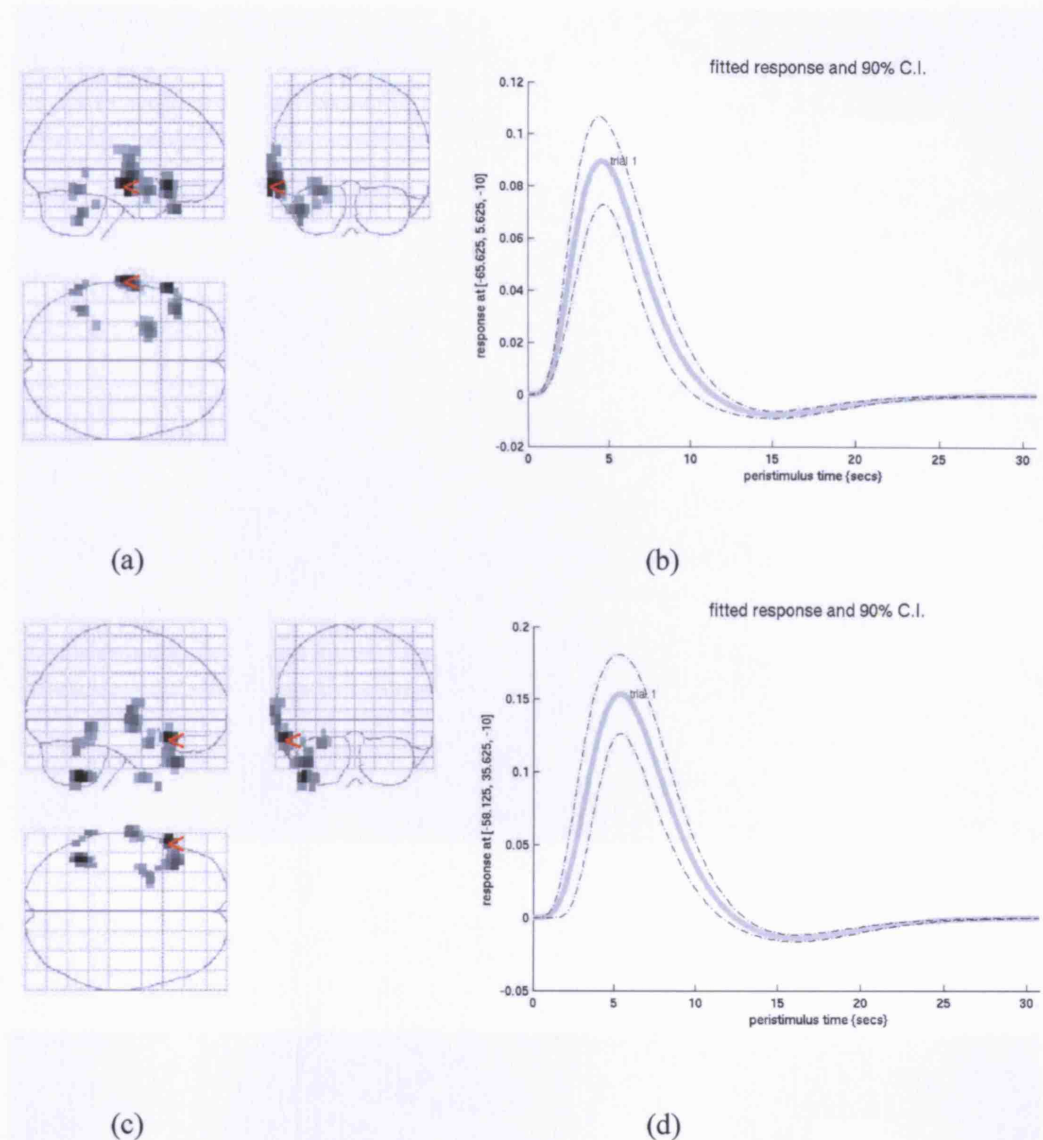 fitted response and 90% C.I.
0.12
0.1
0.08
0.06
0.04
0.02
0
-0.02
response at [-65.625, 5.625, -10]
trial 1
0 5 10 15 20 25 30
peristimulus time {secs}
(a) (b)
fitted response and 90% C.I.
0.2
0.15
0.1
0.05
0
-0.05
response at [-58.125, 35.625, -10]
trial 1
0 5 10 15 20 25 30
peristimulus time {secs}
(c) (d)